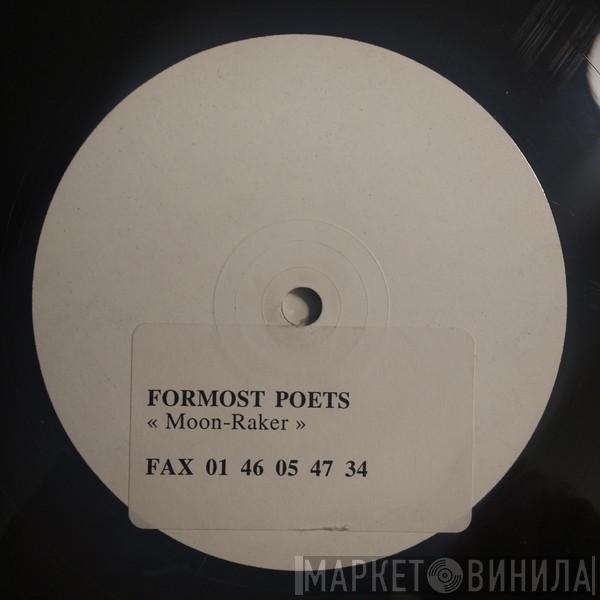 FORMOST POETS
« Moon-Raker »
FAX 01 46 05 47 34
МАРКЕТ ВИНИЛА